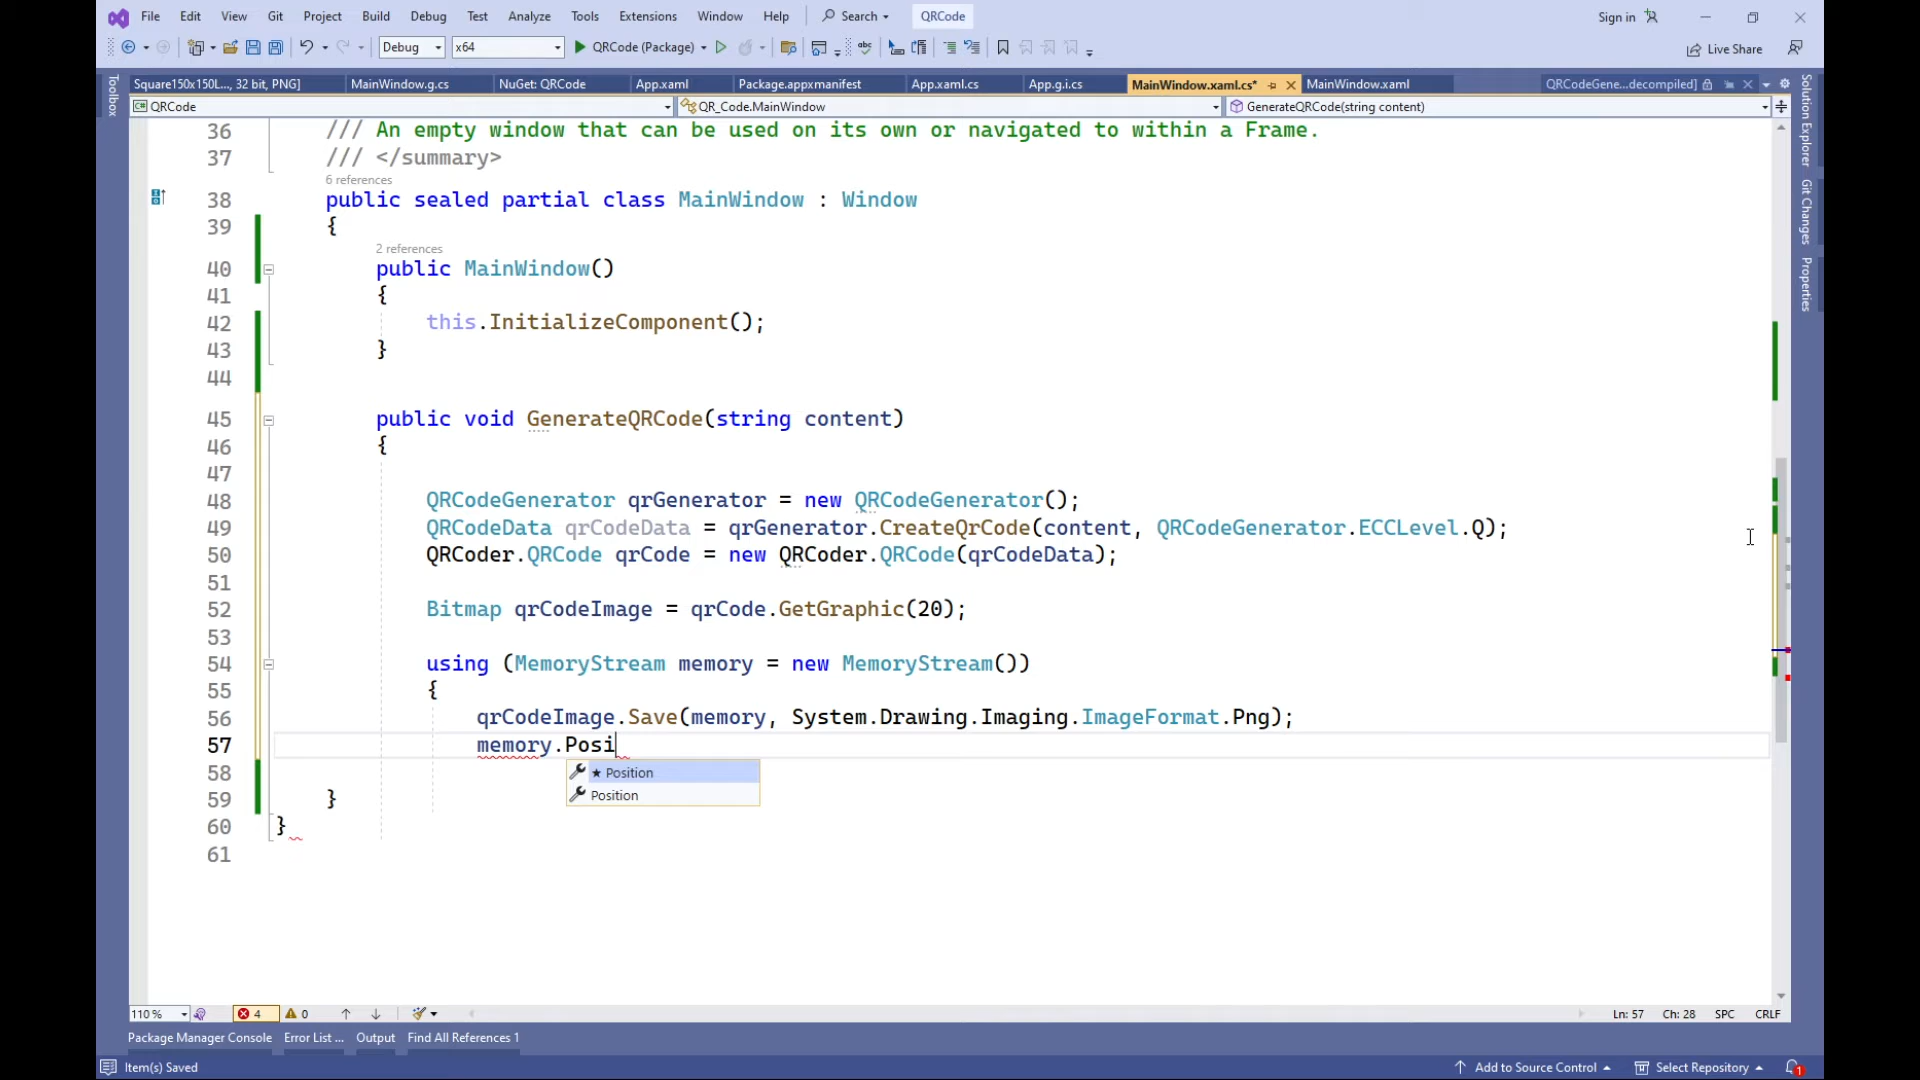 File Edit View Git Project Build Debug Test Analyze Tools Extensions Window Help Search QRCode Sign in
Debug x64 QRCode (Package) Live Share
Square150x150L..., 32 bit, PNG] MainWindow.g.cs NuGet: QRCode App.xaml Package.appxmanifest App.xaml.cs App.g.i.cs MainWindow.xaml.cs* MainWindow.xaml QRCodeGene...decompiled]
QRCode QR_Code.MainWindow GenerateQRCode(string content)
Toolbox
Solution Explorer
Git Changes
Properties
36 /// An empty window that can be used on its own or navigated to within a Frame.
37 /// </summary>
6 references
38 public sealed partial class MainWindow : Window
39 {
2 references
40 public MainWindow()
41 {
42 this.InitializeComponent();
43 }
44
45 public void GenerateQRCode(string content)
46 {
47
48 QRCodeGenerator qrGenerator = new QRCodeGenerator();
49 QRCodeData qrCodeData = qrGenerator.CreateQrCode(content, QRCodeGenerator.ECCLevel.Q);
50 QRCoder.QRCode qrCode = new QRCoder.QRCode(qrCodeData);
51
52 Bitmap qrCodeImage = qrCode.GetGraphic(20);
53
54 using (MemoryStream memory = new MemoryStream())
55 {
56 qrCodeImage.Save(memory, System.Drawing.Imaging.ImageFormat.Png);
57 memory.Posi
★ Position
58
Position
59 }
60 }
61
110 % 4 0 Ln: 57 Ch: 28 SPC CRLF
Package Manager Console Error List ... Output Find All References 1
Item(s) Saved Add to Source Control Select Repository 1